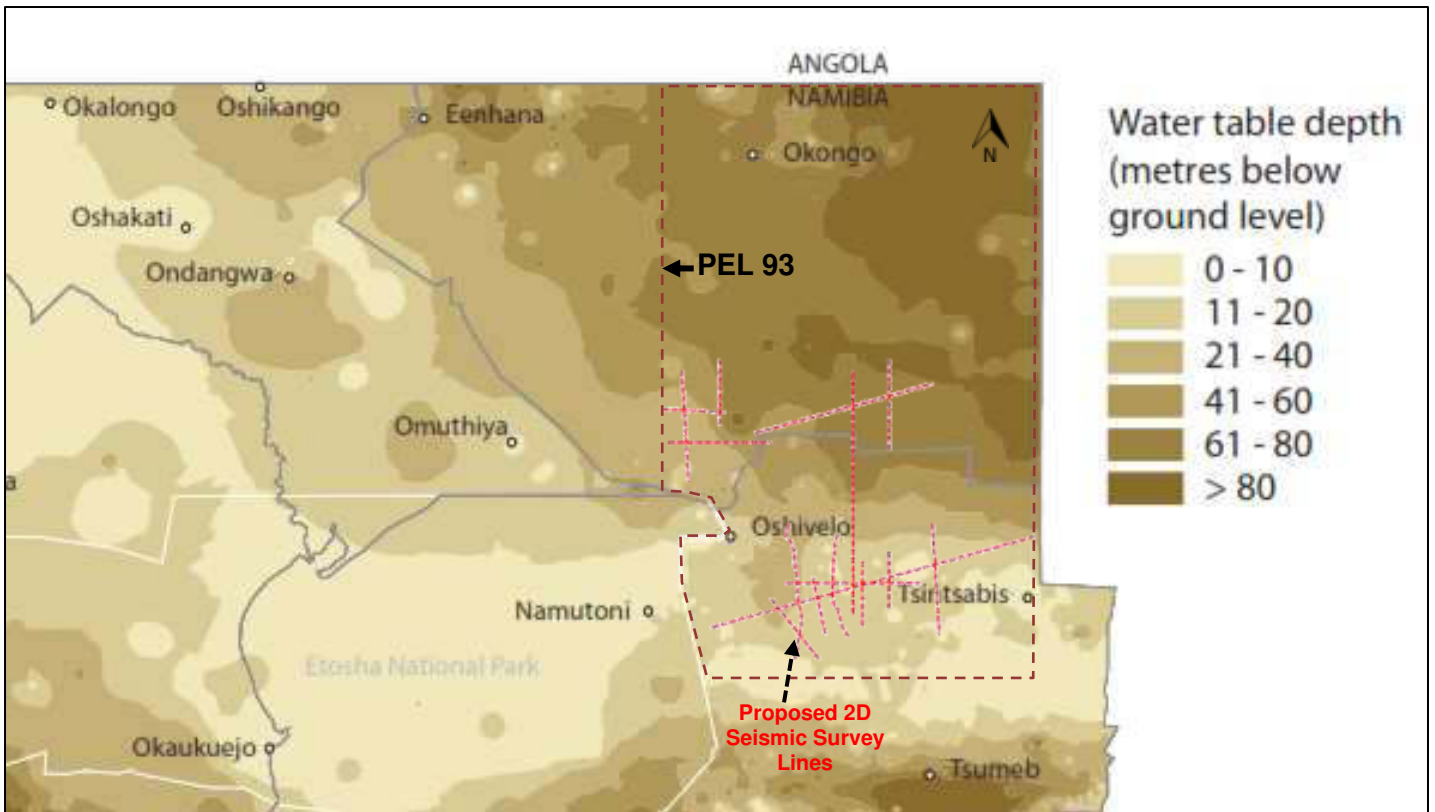 ANGOLA
NAMIBIA
Okalongo
Oshikango
Eenhana
N
Okongo
Oshakati
Ondangwa
PEL 93
Omuthiya
a
Oshivelo
Namutoni
Tsintsabis
Etosha National Park
Proposed 2D
Seismic Survey
Lines
Okaukuejo
Tsumeb
Water table depth
(metres below
ground level)
0 - 10
11 - 20
21 - 40
41 - 60
61 - 80
> 80